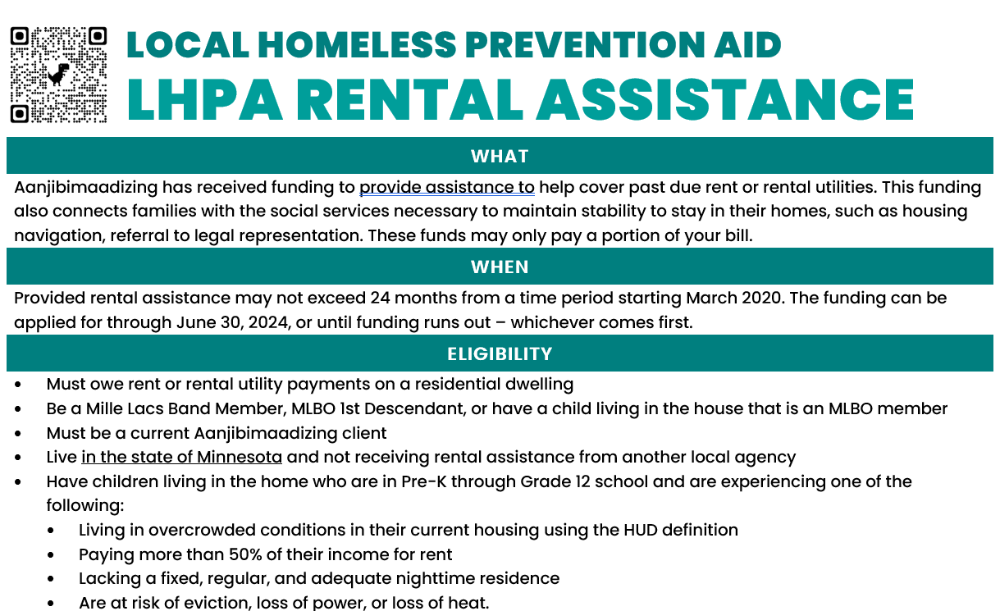 LOCAL HOMELESS PREVENTION AID
LHPA RENTAL ASSISTANCE
WHAT
Aanjibimaadizing has received funding to provide assistance to help cover past due rent or rental utilities. This funding
also connects families with the social services necessary to maintain stability to stay in their homes, such as housing
navigation, referral to legal representation. These funds may only pay a portion of your bill.
WHEN
Provided rental assistance may not exceed 24 months from a time period starting March 2020. The funding can be
applied for through June 30, 2024, or until funding runs out – whichever comes first.
ELIGIBILITY
• Must owe rent or rental utility payments on a residential dwelling
• Be a Mille Lacs Band Member, MLBO 1st Descendant, or have a child living in the house that is an MLBO member
• Must be a current Aanjibimaadizing client
• Live in the state of Minnesota and not receiving rental assistance from another local agency
• Have children living in the home who are in Pre-K through Grade 12 school and are experiencing one of the
following:
• Living in overcrowded conditions in their current housing using the HUD definition
• Paying more than 50% of their income for rent
• Lacking a fixed, regular, and adequate nighttime residence
• Are at risk of eviction, loss of power, or loss of heat.